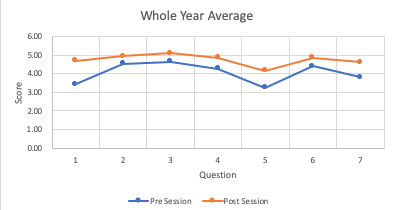 Whole Year Average
6.00
5.00
4.00
3.00
2.00
1.00
0.00
Score
1 2 3 4 5 6 7
Question
Pre Session Post Session